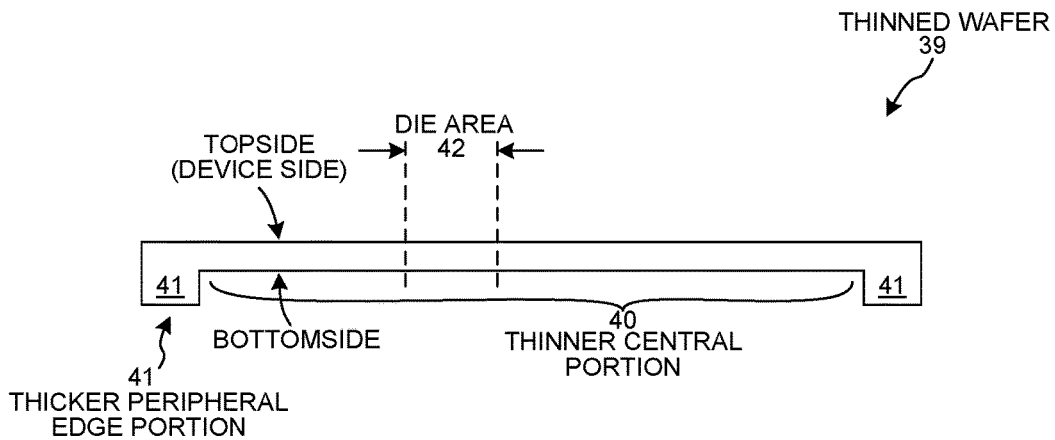 THINNED WAFER
39
DIE AREA
42
TOPSIDE
(DEVICE SIDE)
41
41
BOTTOMSIDE
40
THINNER CENTRAL
PORTION
41
THICKER PERIPHERAL
EDGE PORTION